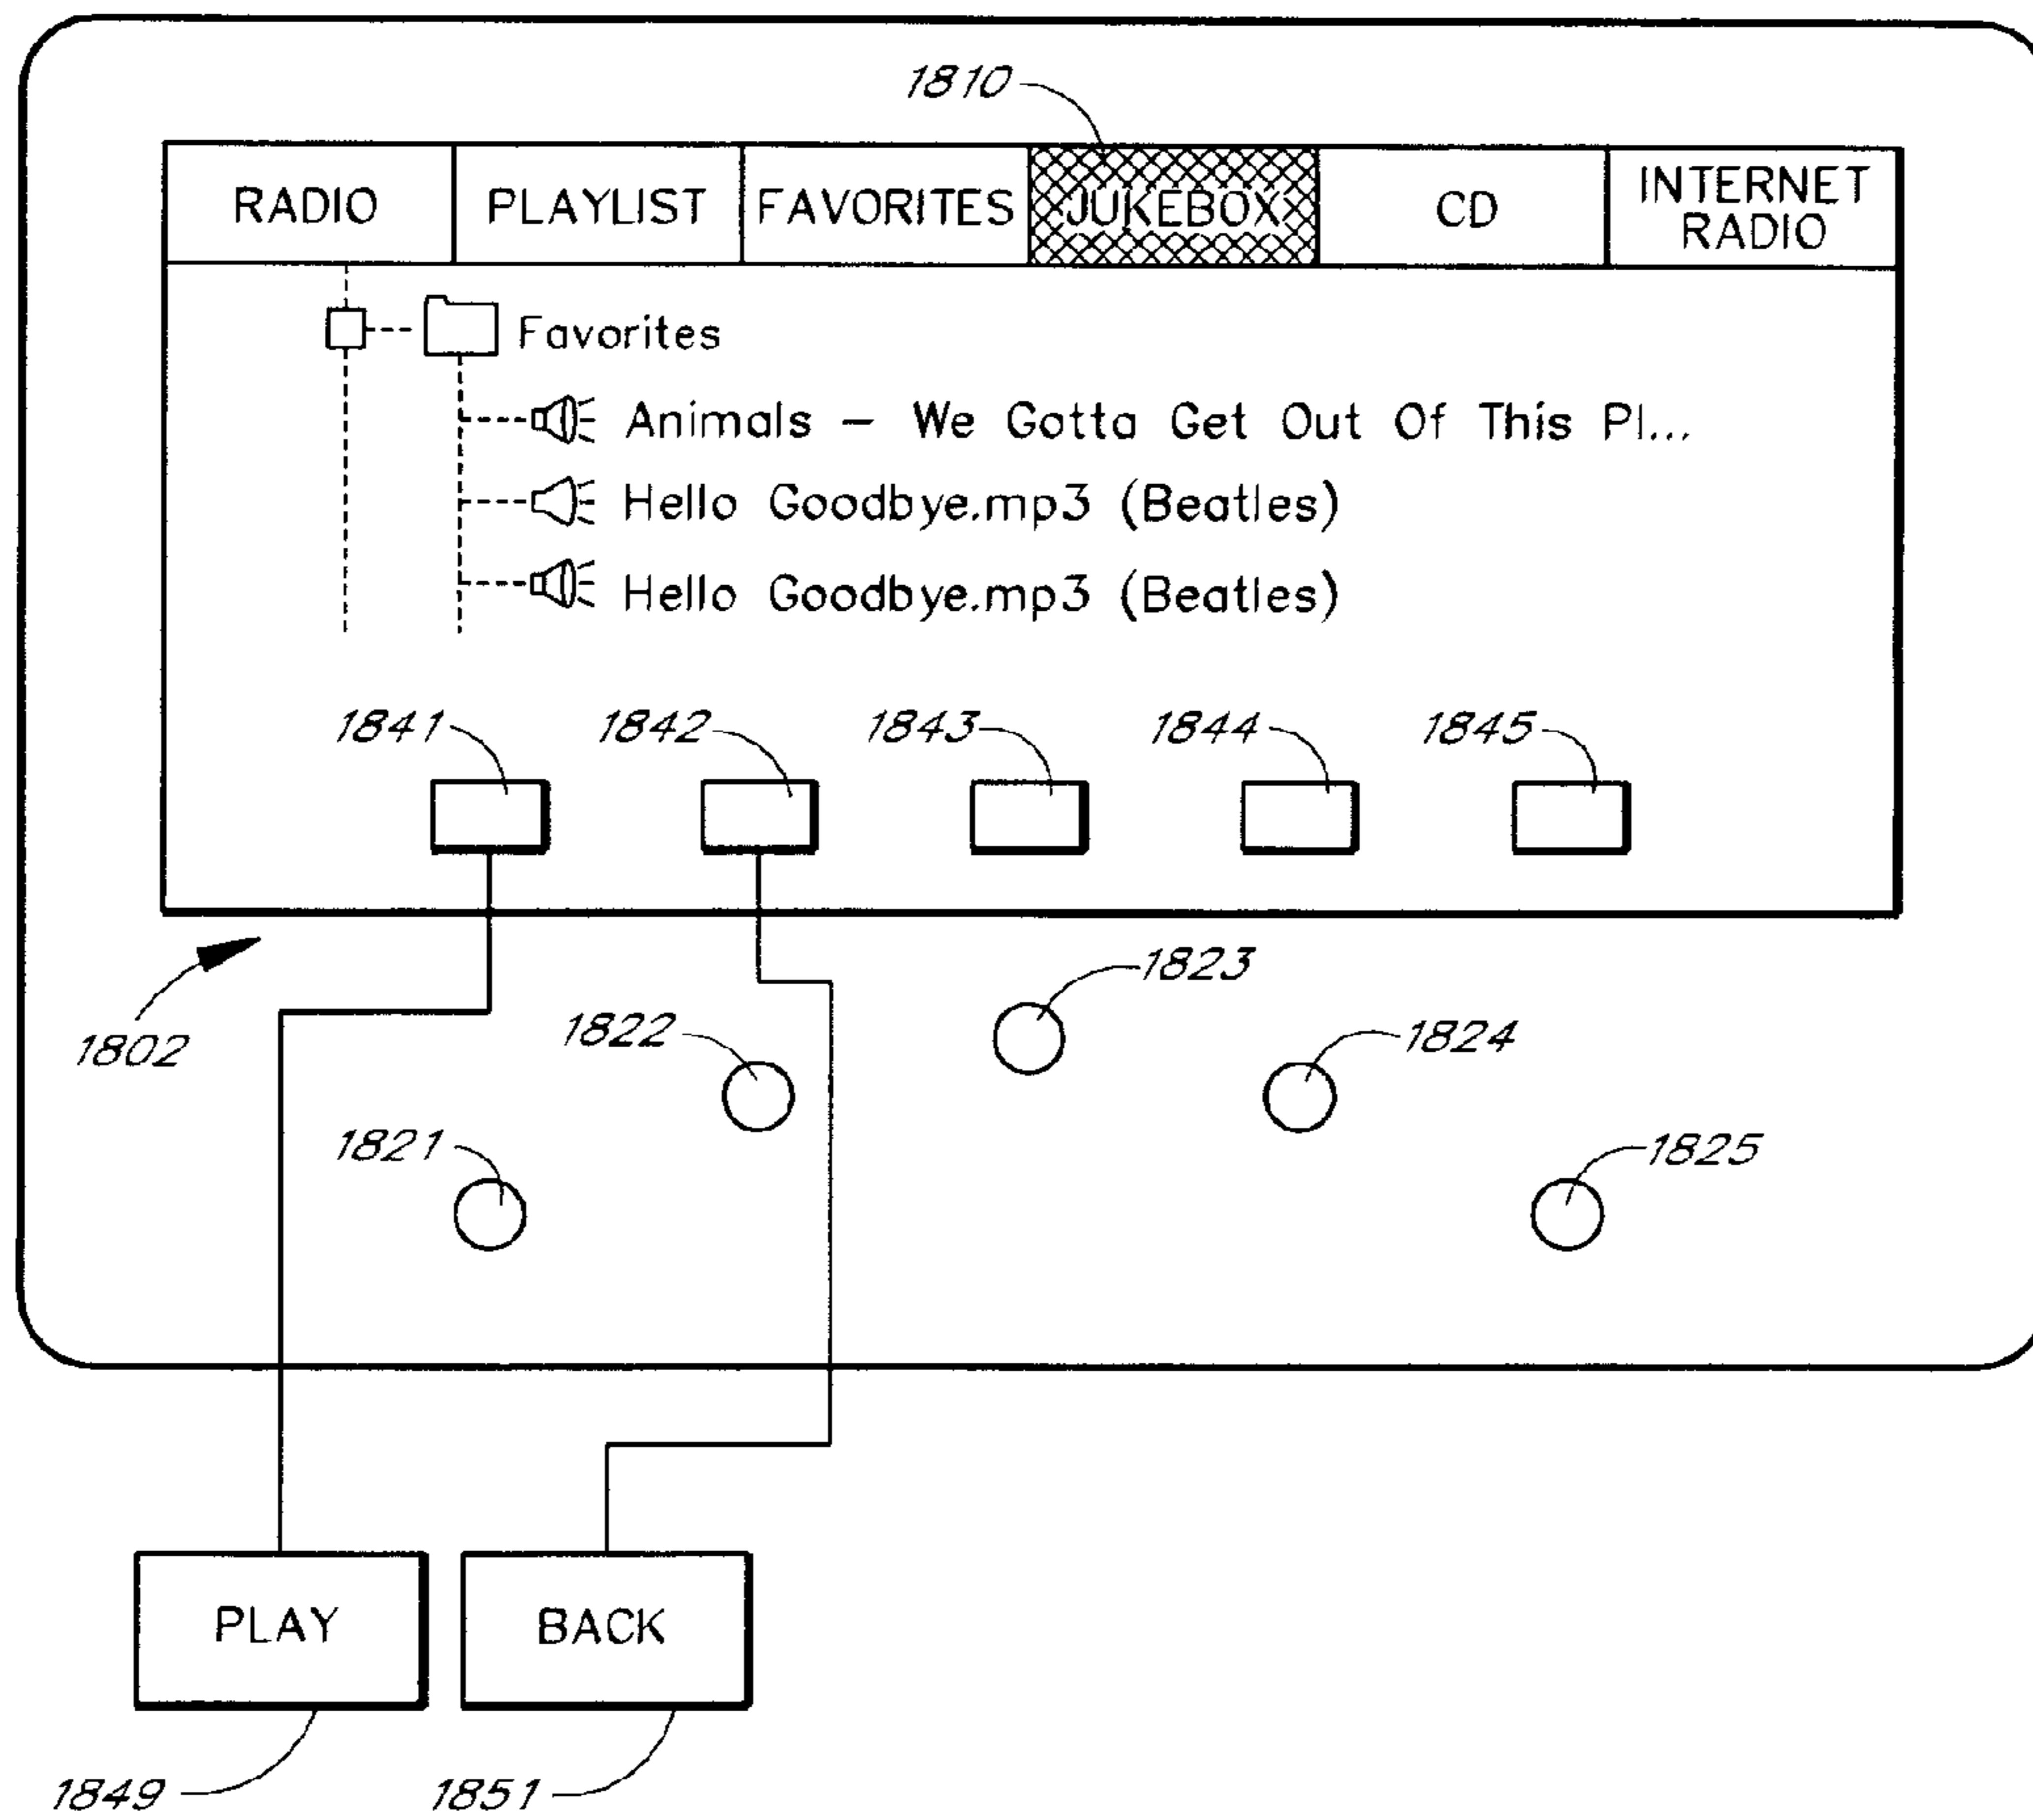 1810
RADIO
PLAYLIST
FAVORITES
JUKEBOX
CD
INTERNET
RADIO
Favorites
Animals – We Gotta Get Out Of This Pl...
Hello Goodbye.mp3 (Beatles)
Hello Goodbye.mp3 (Beatles)
1841
1842
1843
1844
1845
1802
1823
1822
1824
1821
1825
PLAY
BACK
1849
1851